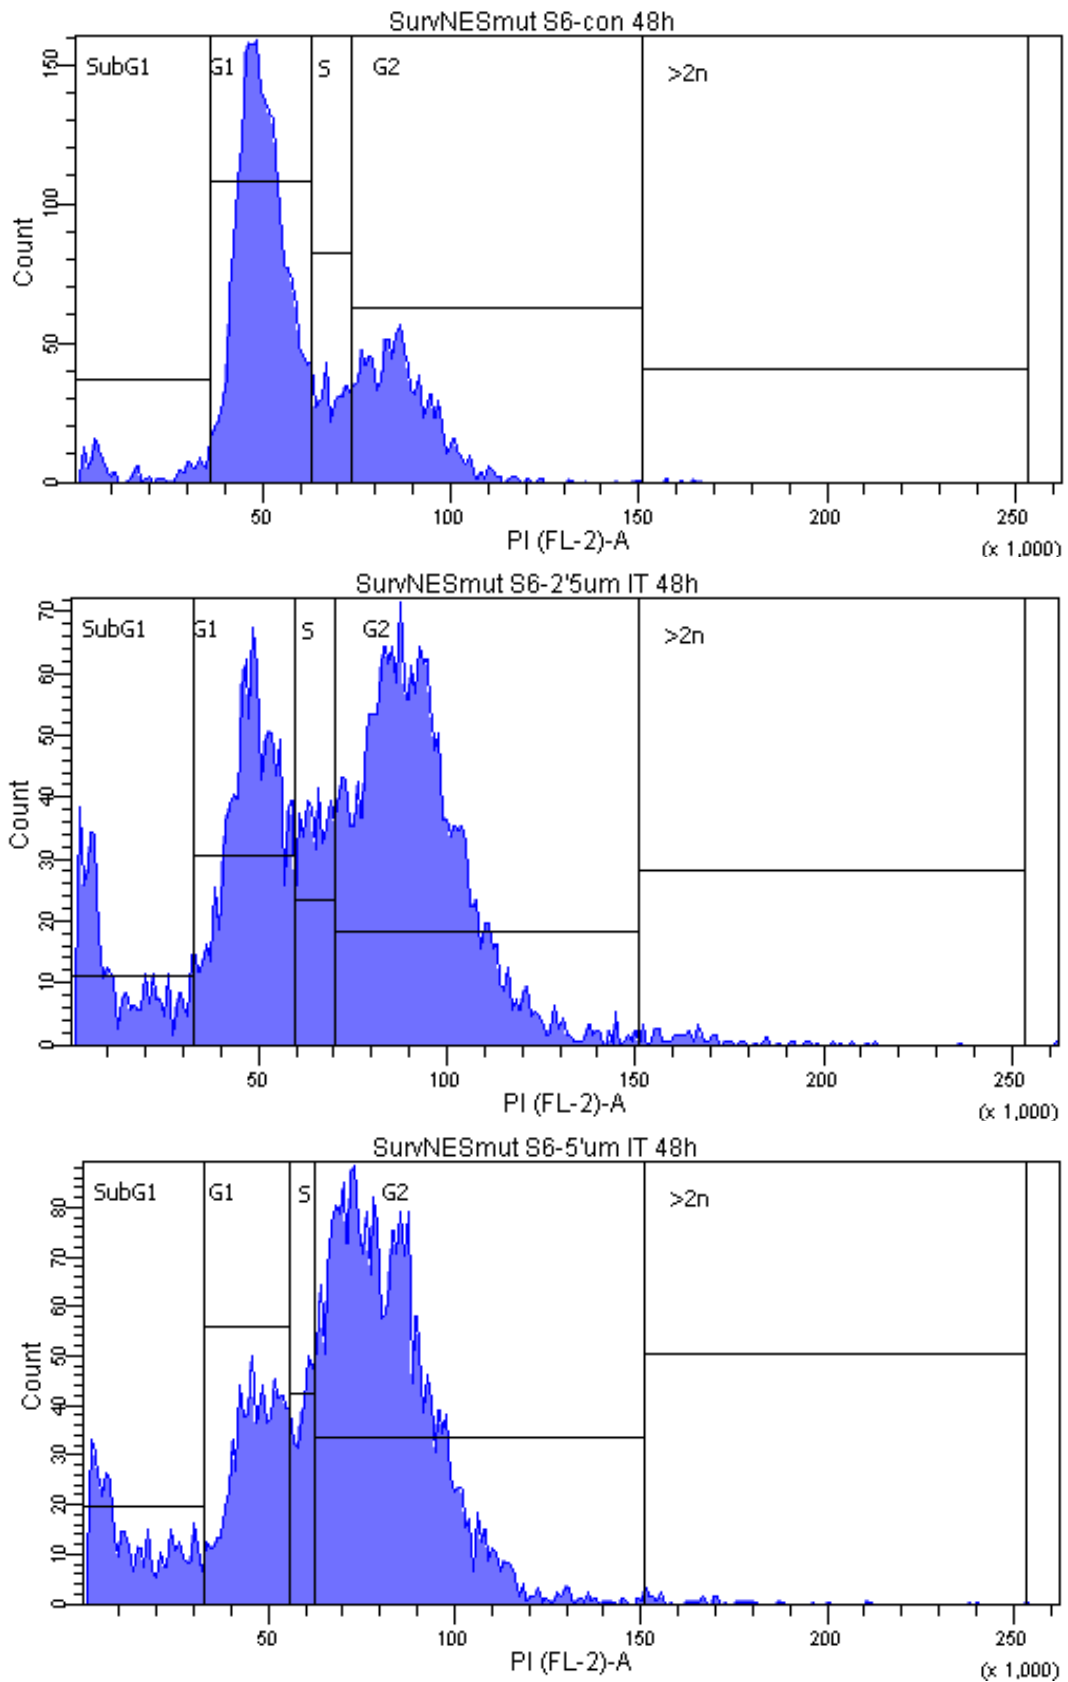 SurvNESmut S6-con 48h
SubG1 G1 S G2 >2n
150
100
50
0
Count
50 100 150 200 250
PI (FL-2)-A
(x 1,000)
SurvNESmut S6-2'5um IT 48h
SubG1 G1 S G2 >2n
70
60
50
40
30
20
10
0
Count
50 100 150 200 250
PI (FL-2)-A
(x 1,000)
SurvNESmut S6-5'um IT 48h
SubG1 G1 S G2 >2n
80
70
60
50
40
30
20
10
0
Count
50 100 150 200 250
PI (FL-2)-A
(x 1,000)